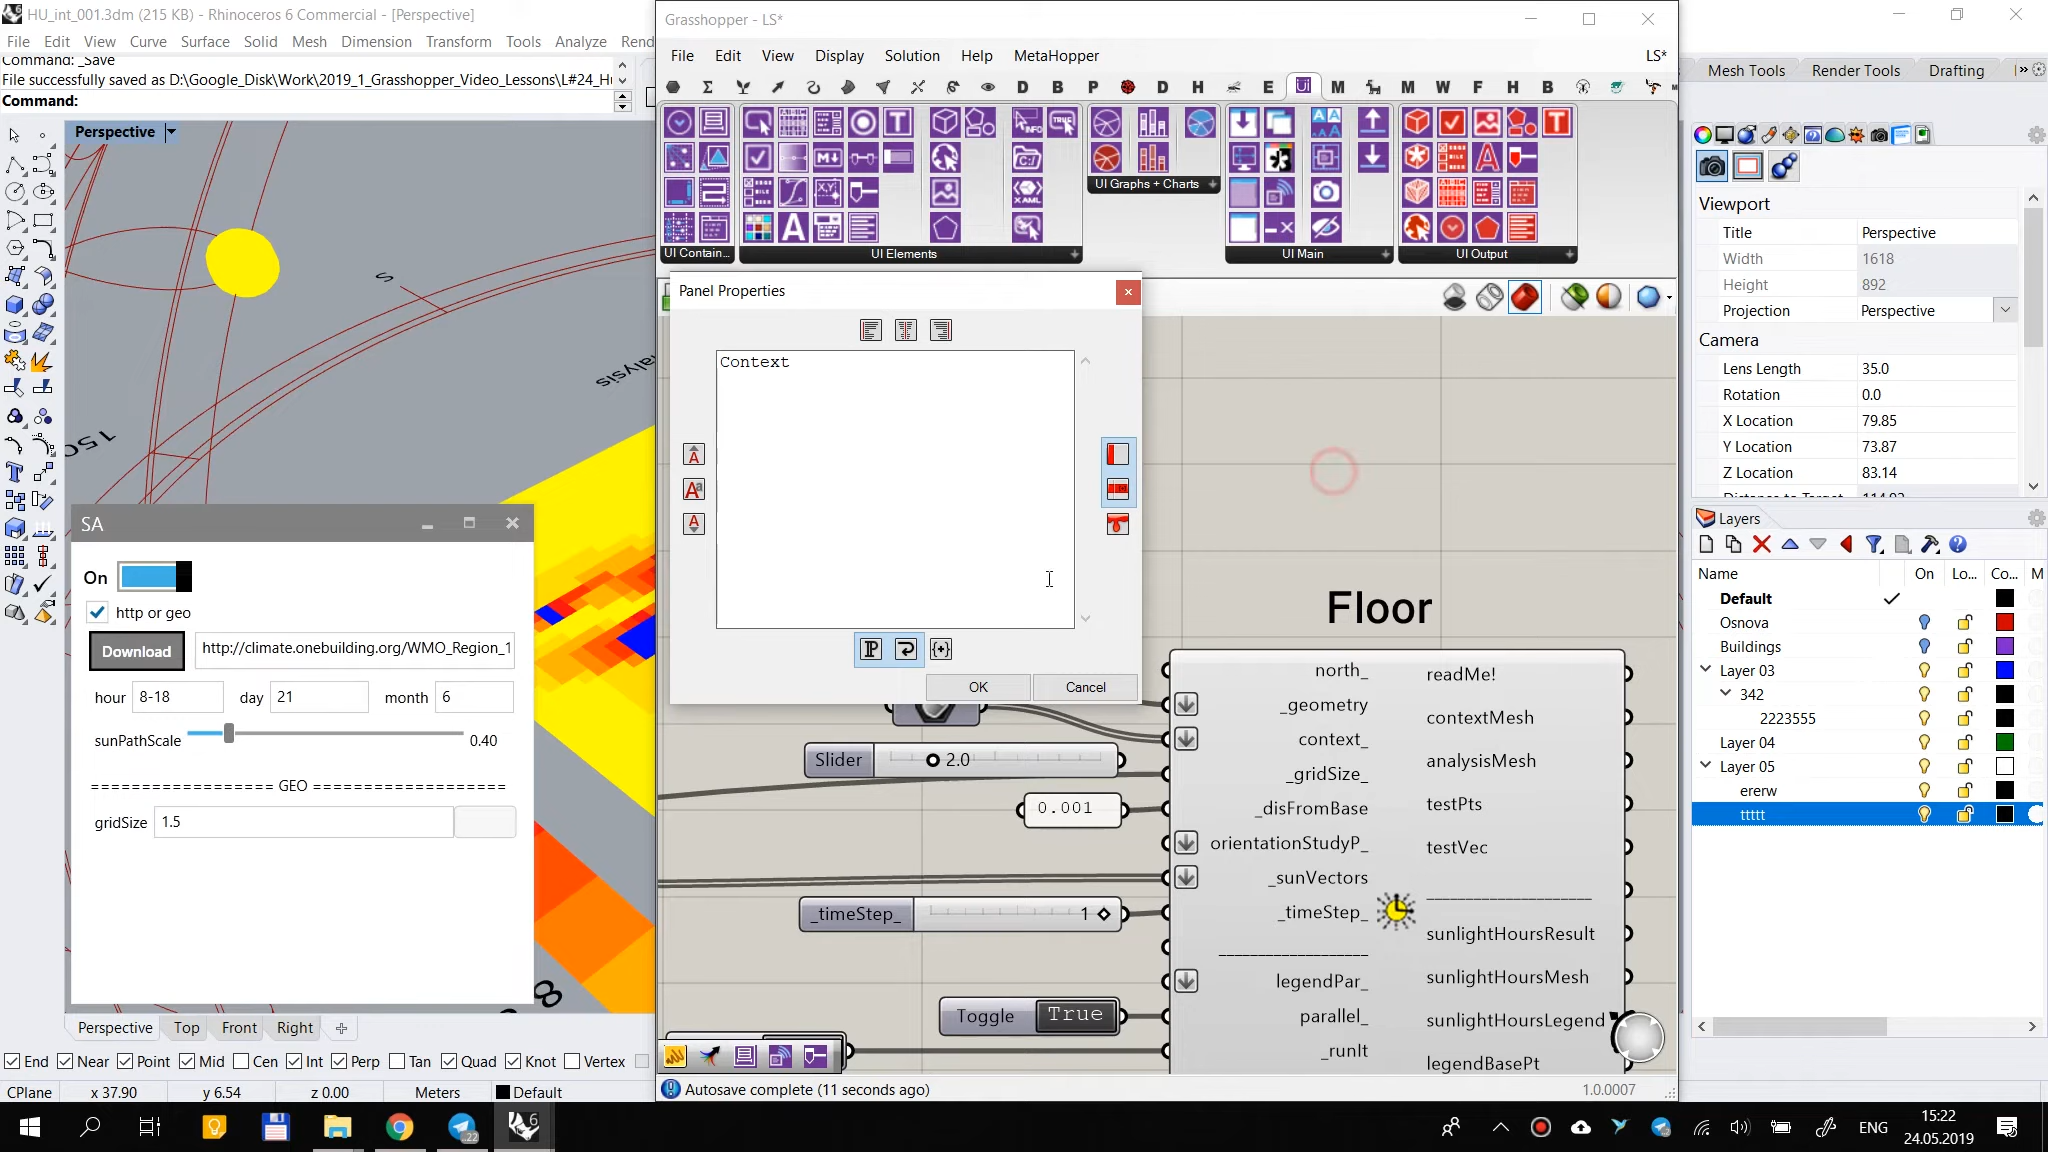 HU_int_001.3dm (215 KB) - Rhinoceros 6 Commercial - [Perspective]
File Edit View Curve Surface Solid Mesh Dimension Transform Tools Analyze Rend
Command: _Save
File successfully saved as D:\Google_Disk\Work\2019_1_Grasshopper_Video_Lessons\L#24_Hu
Command:
Perspective
S
150
SA
On
http or geo
Download
http://climate.onebuilding.org/WMO_Region_1
hour 8-18 day 21 month 6
sunPathScale 0.40
================== GEO ===================
gridSize 1.5
8
Perspective Top Front Right
End Near Point Mid Cen Int Perp Tan Quad Knot Vertex
CPlane x 37.90 y 6.54 z 0.00 Meters Default
Grasshopper - LS*
File Edit View Display Solution Help MetaHopper LS*
D B P D H E UI M M W F H B
UI Contain... UI Elements UI Graphs + Charts UI Main UI Output
Panel Properties
Context
OK Cancel
Floor
Slider 2.0
0.001
_timeStep_ 1
Toggle True
north_
_geometry
context_
_gridSize_
_disFromBase
orientationStudyP_
_sunVectors
_timeStep_
legendPar_
parallel_
_runIt
readMe!
contextMesh
analysisMesh
testPts
testVec
sunlightHoursResult
sunlightHoursMesh
sunlightHoursLegend
legendBasePt
Autosave complete (11 seconds ago) 1.0.0007
Mesh Tools Render Tools Drafting
Viewport
Title Perspective
Width 1618
Height 892
Projection Perspective
Camera
Lens Length 35.0
Rotation 0.0
X Location 79.85
Y Location 73.87
Z Location 83.14
Layers
Name On Lo... Co... M
Default
Osnova
Buildings
Layer 03
342
2223555
Layer 04
Layer 05
ererw
ttttt
22
ENG
15:22
24.05.2019